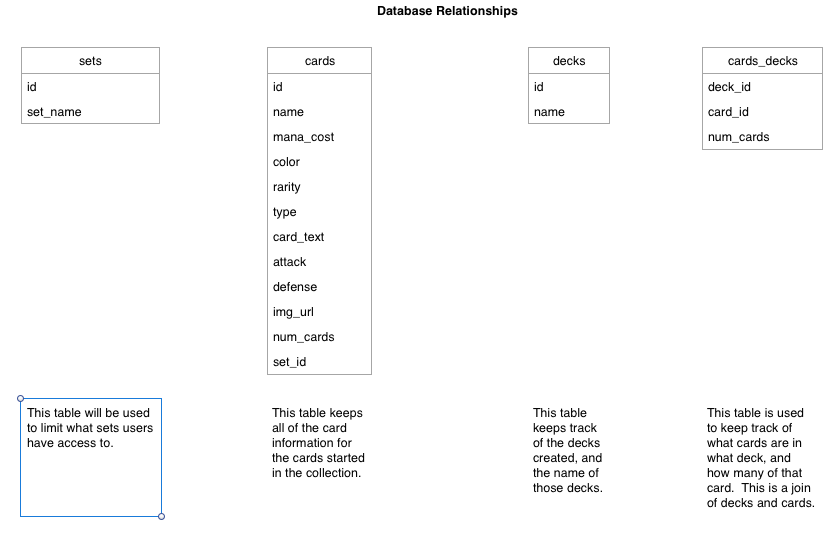 Database Relationships
sets
id
set_name
cards
id
name
mana_cost
color
rarity
type
card_text
attack
defense
img_url
num_cards
set_id
decks
id
name
cards_decks
deck_id
card_id
num_cards
This table will be used
to limit what sets users
have access to.
This table keeps
all of the card
information for
the cards started
in the collection.
This table
keeps track
of the decks
created, and
the name of
those decks.
This table is used
to keep track of
what cards are in
what deck, and
how many of that
card.  This is a join
of decks and cards.